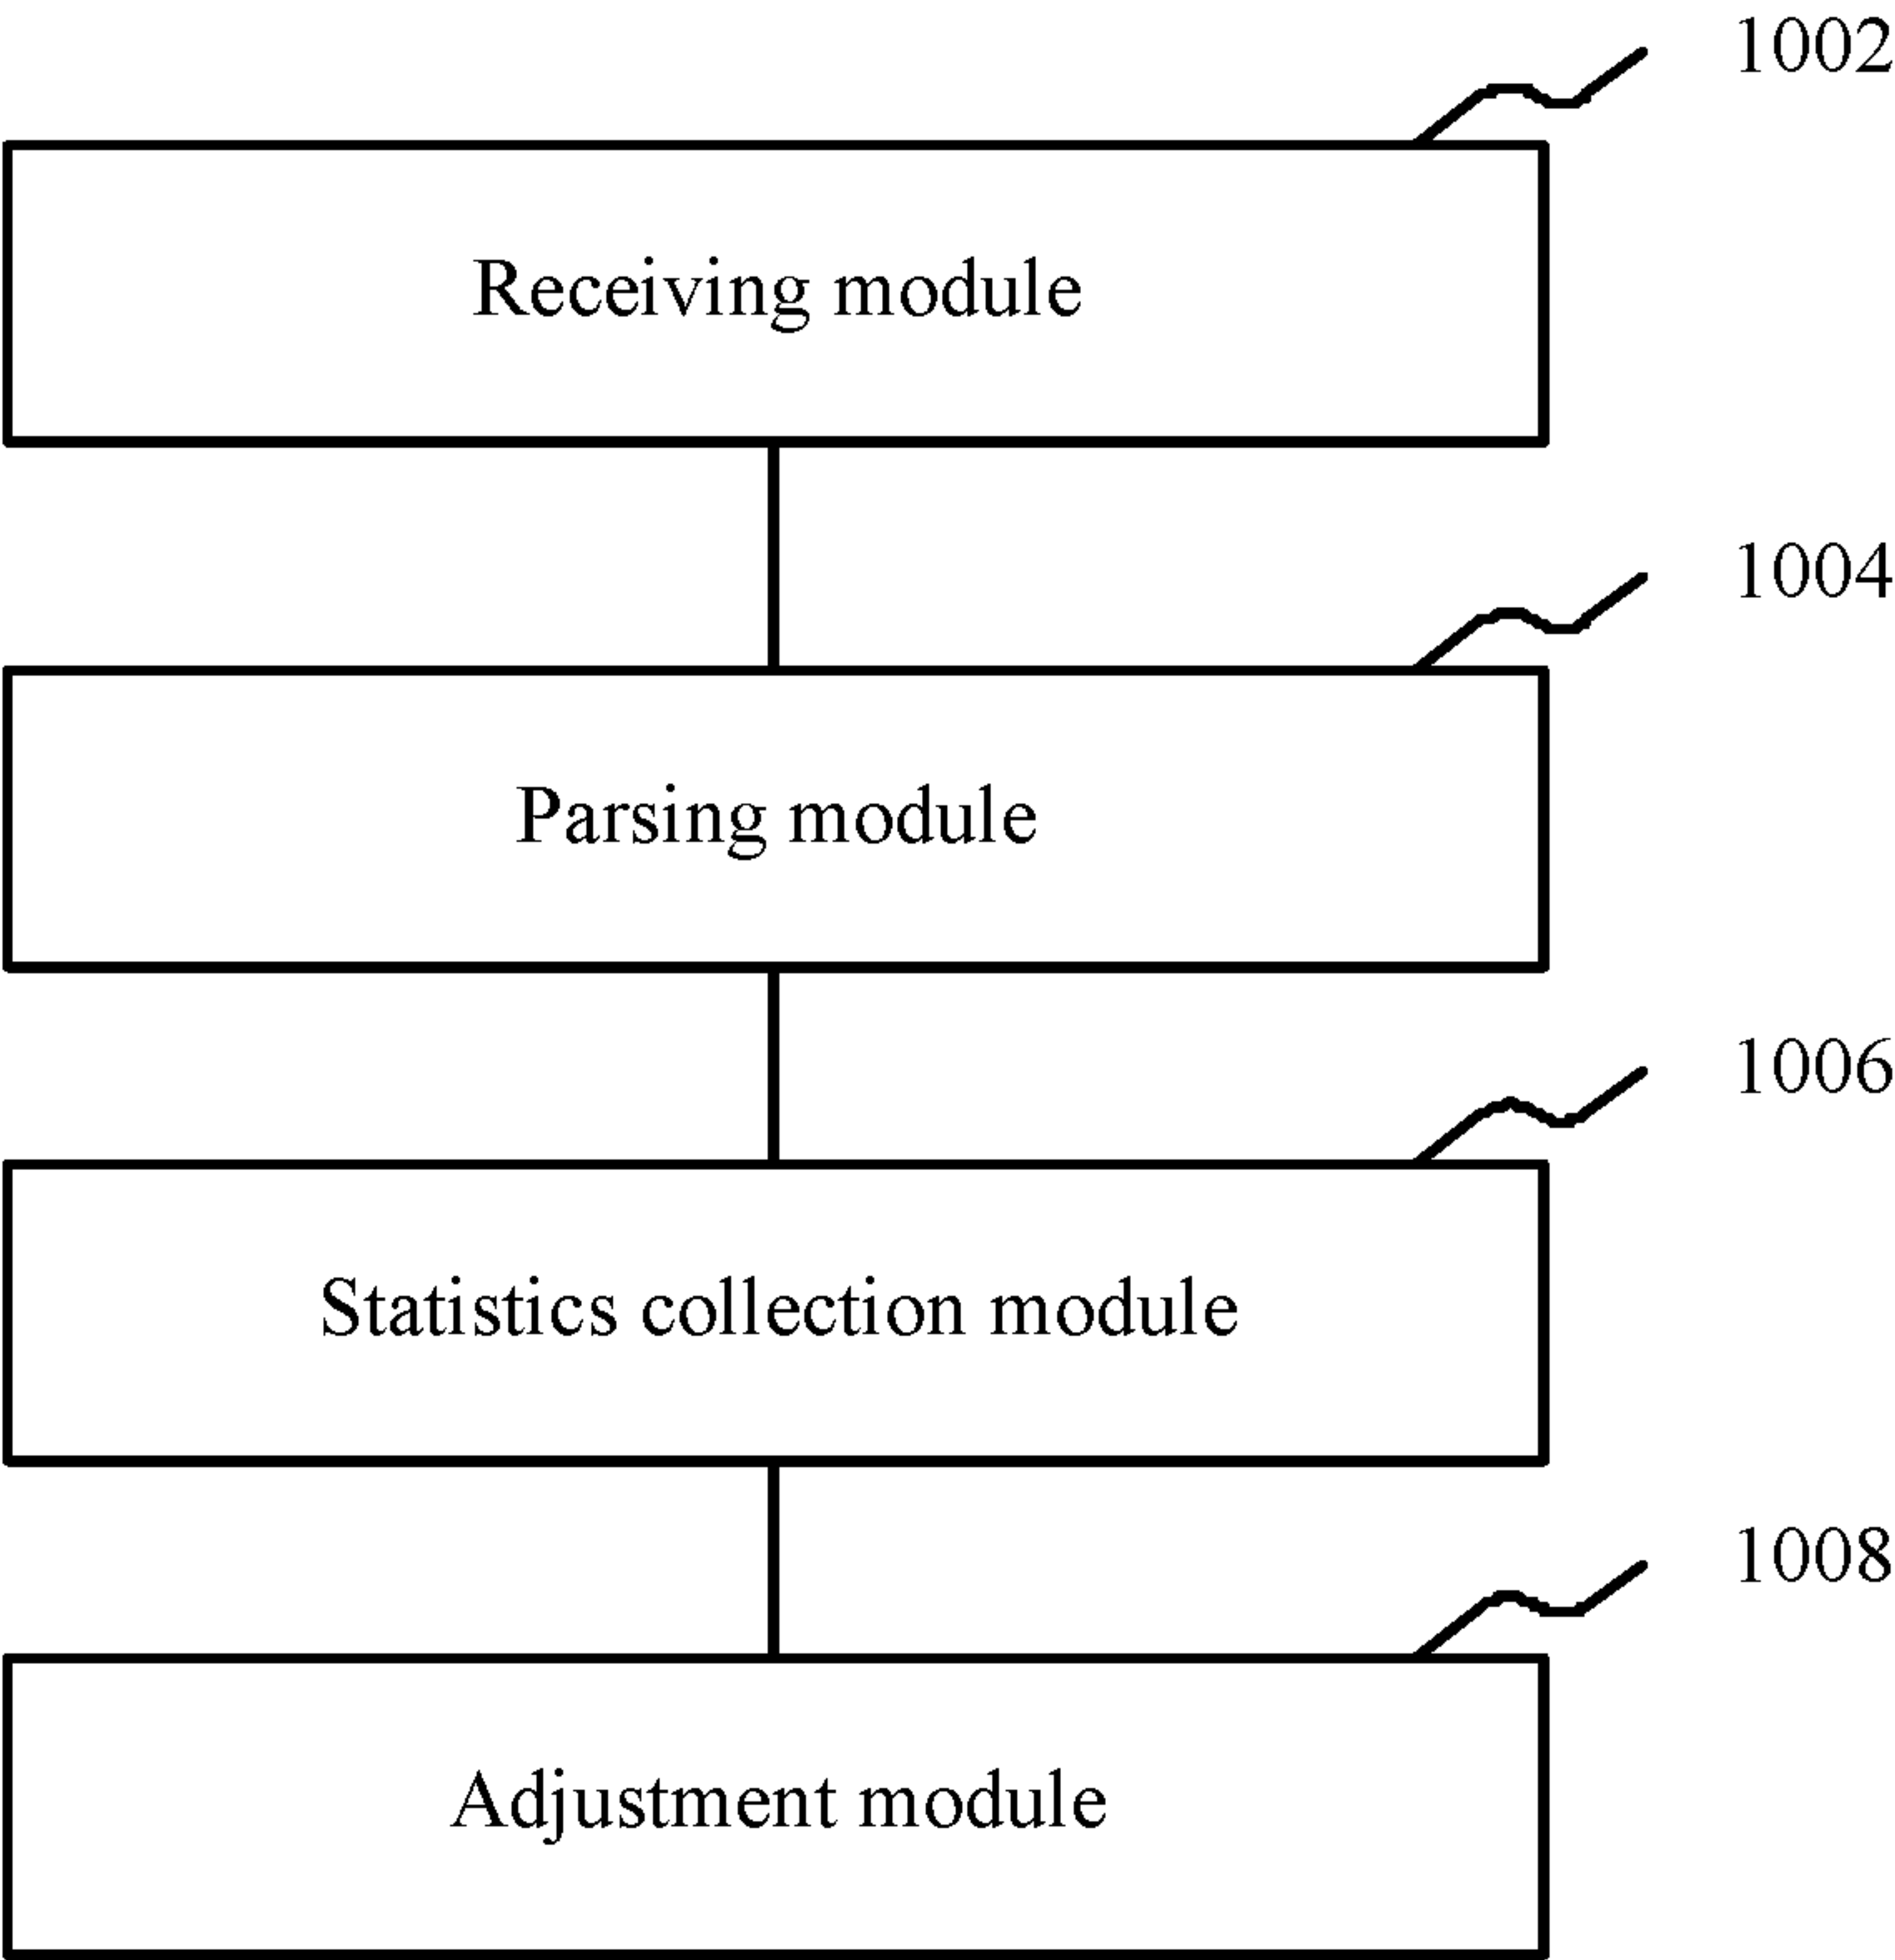 1002
Receiving module
1004
Parsing module
1006
Statistics collection module
1008
Adjustment module